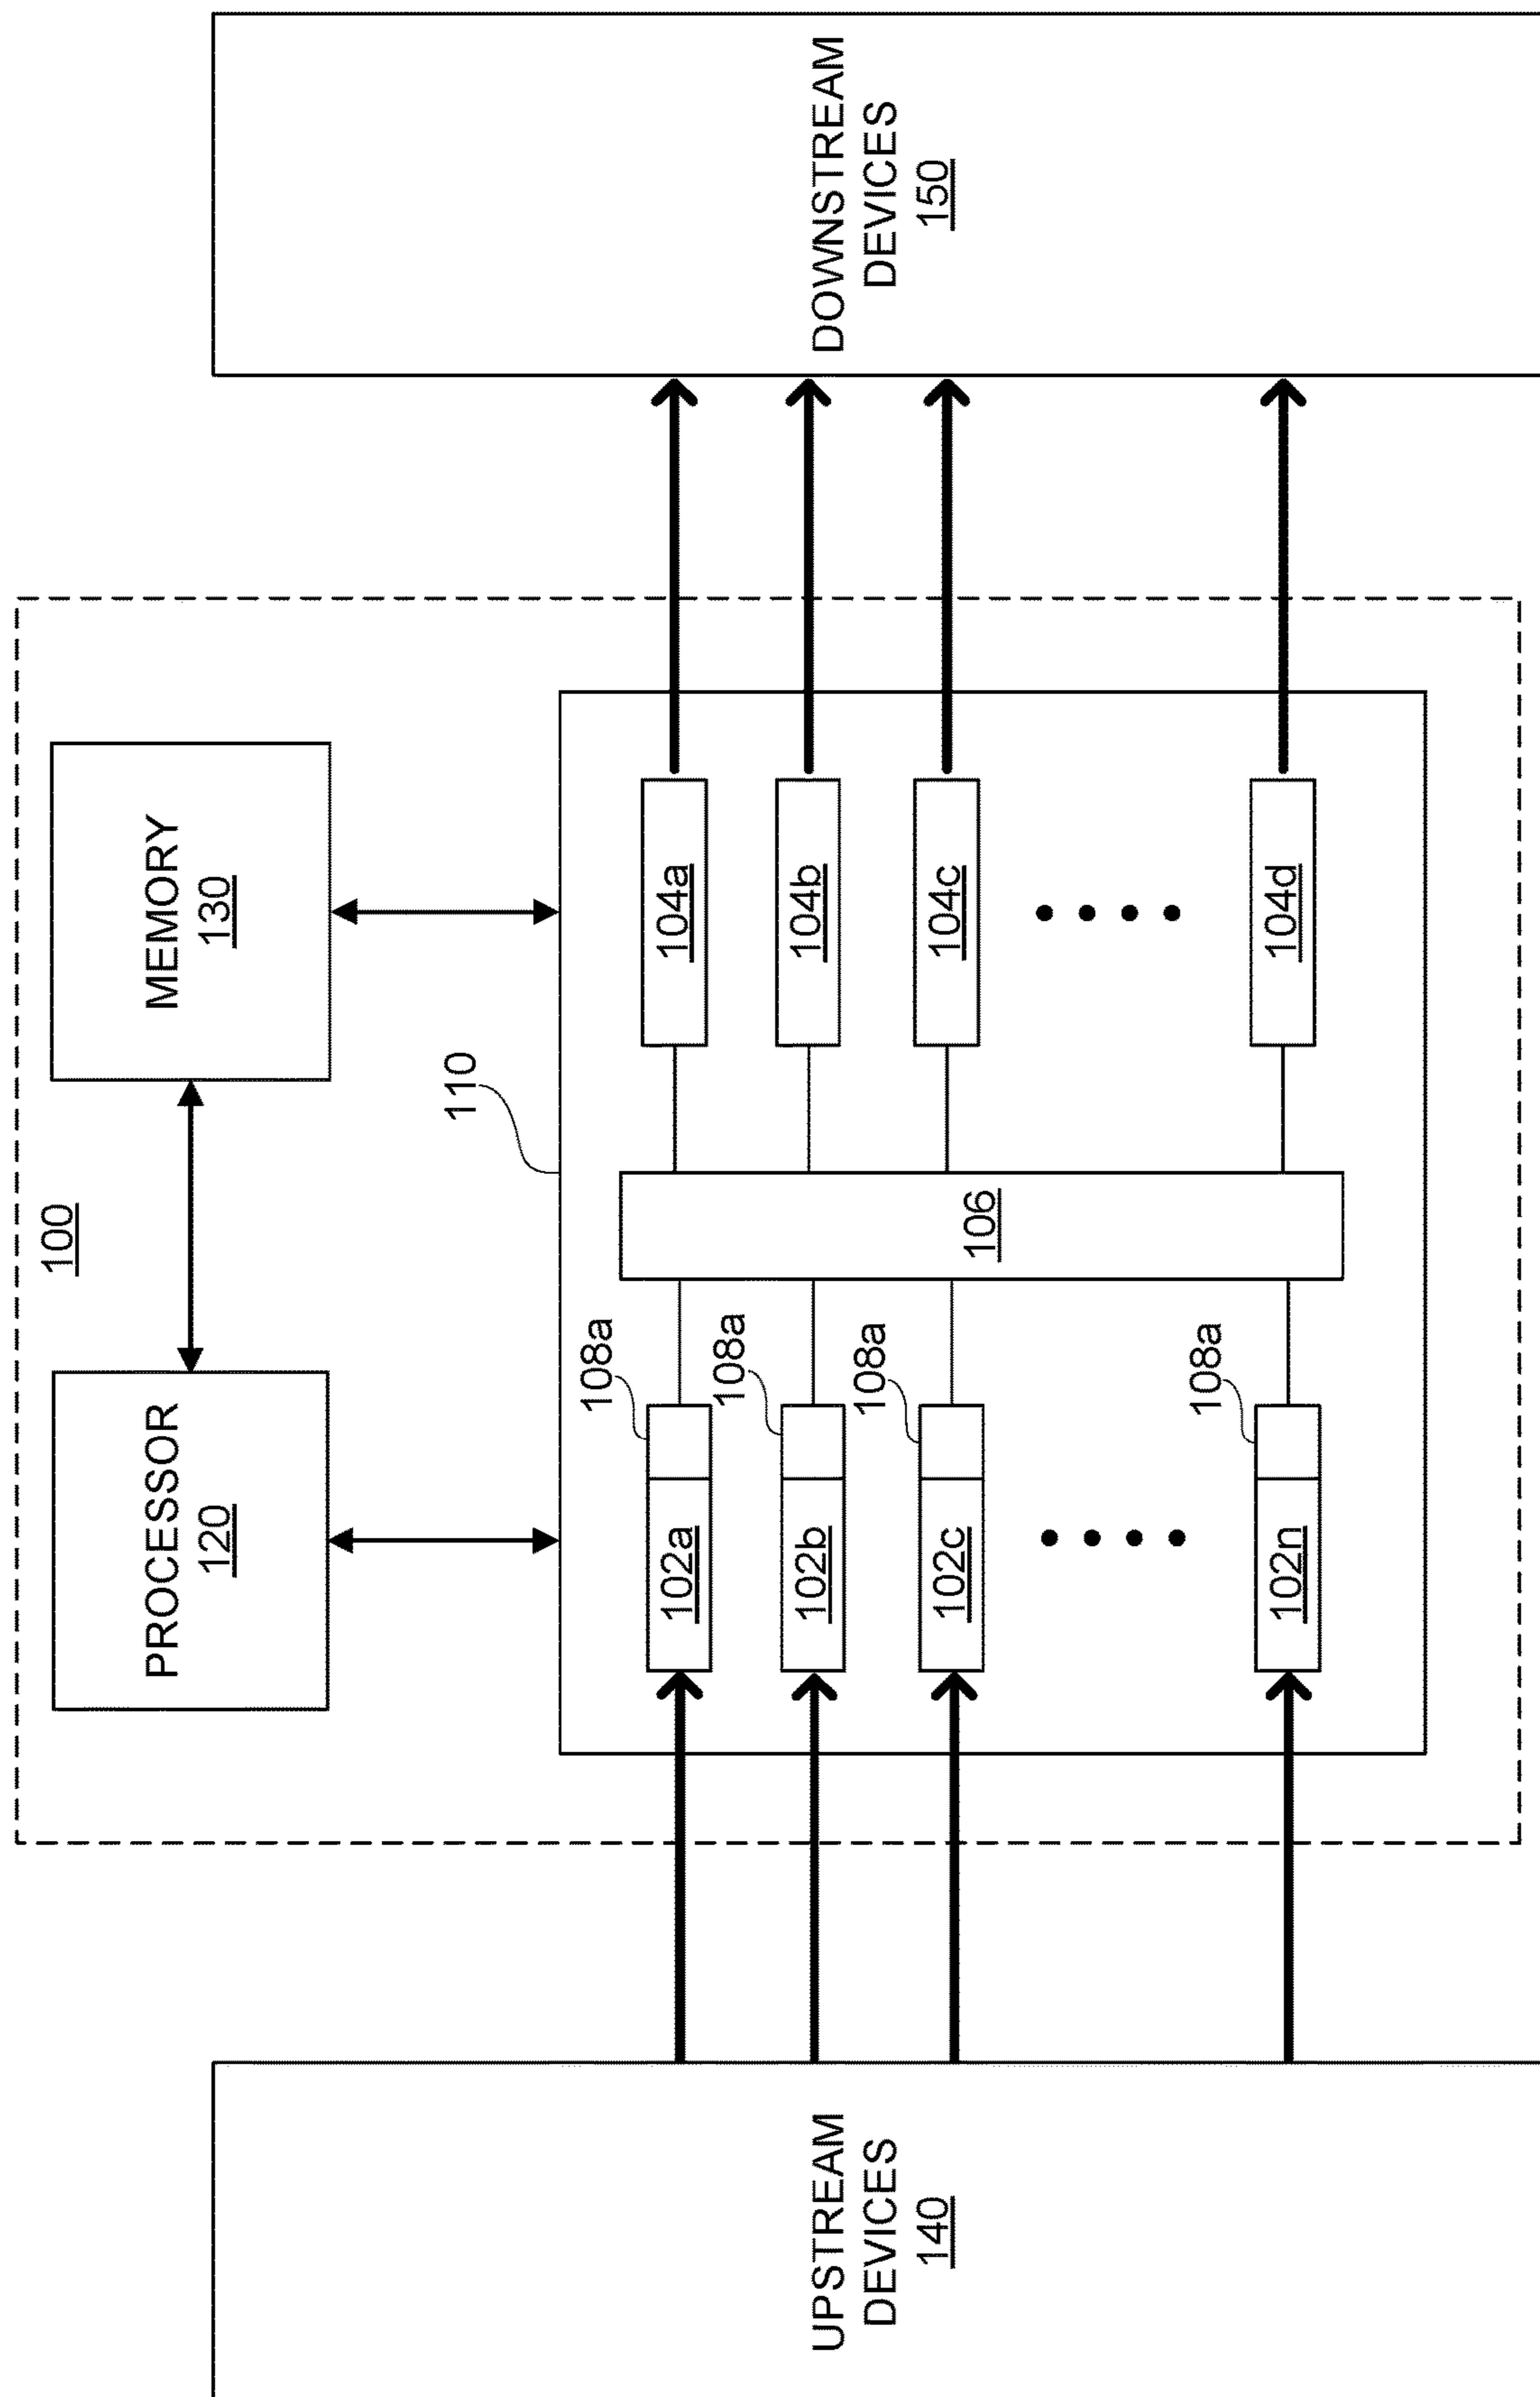 100
PROCESSOR
120
MEMORY
130
110
UPSTREAM
DEVICES
140
102a
108a
102b
108a
102c
108a
102n
108a
106
104a
104b
104c
104d
DOWNSTREAM
DEVICES
150